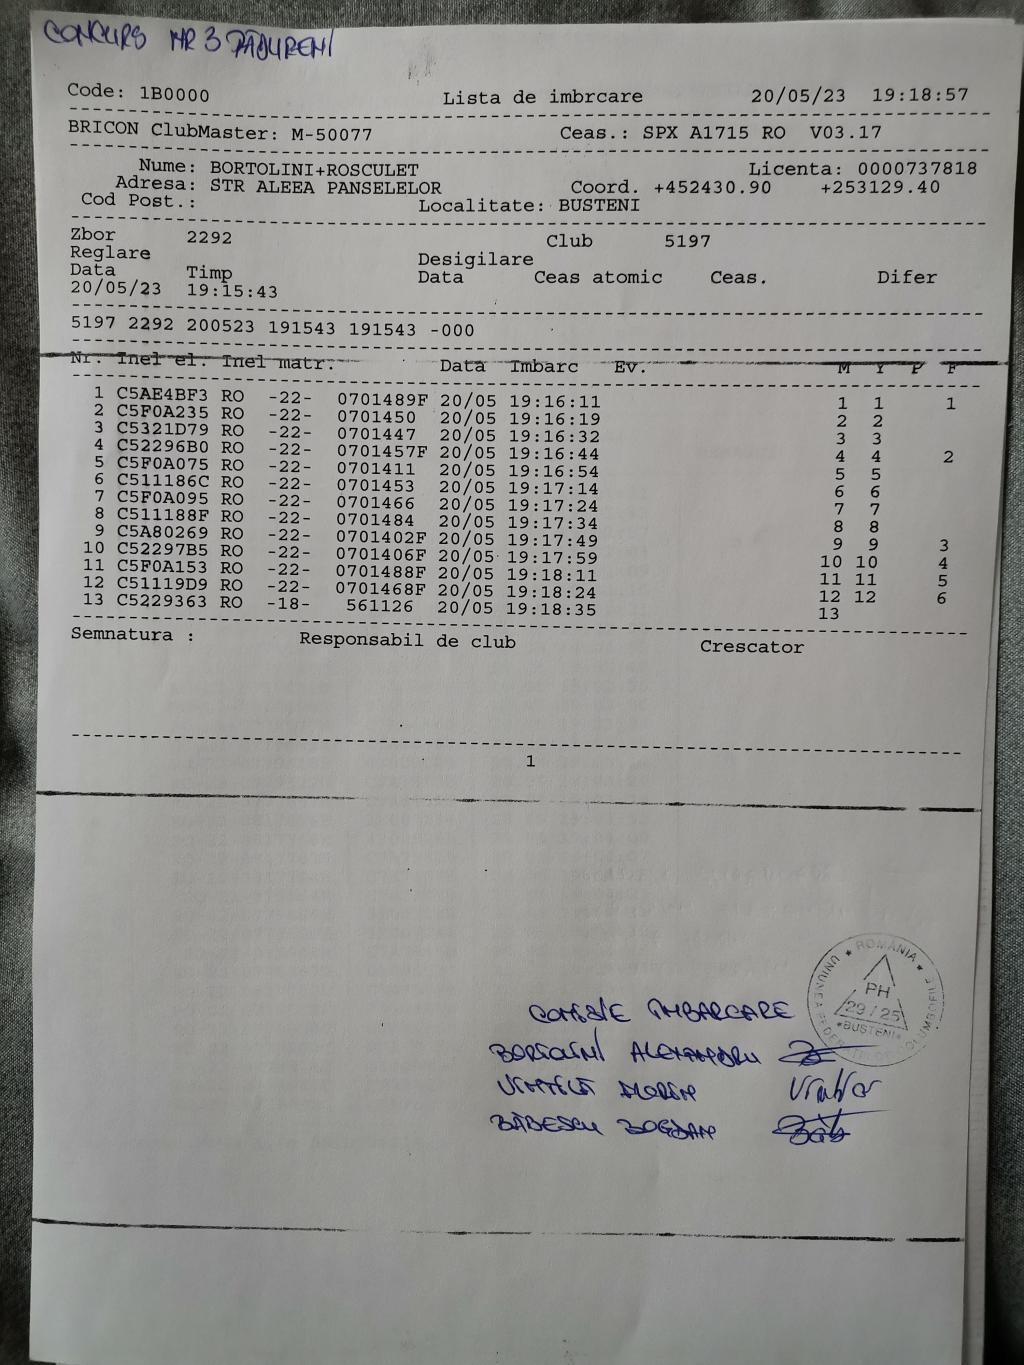 CONCURS NR 3 PĂDURENI
Code: 1B0000 Lista de imbrcare 20/05/23 19:18:57
BRICON ClubMaster: M-50077 Ceas.: SPX A1715 RO V03.17
Nume: BORTOLINI+ROSCULET Licenta: 0000737818
Adresa: STR ALEEA PANSELELOR Coord. +452430.90 +253129.40
Cod Post.: Localitate: BUSTENI
Zbor 2292 Club 5197
Reglare Desigilare
Data Timp Data Ceas atomic Ceas. Difer
20/05/23 19:15:43
5197 2292 200523 191543 191543 -000
Nr. Inel el. Inel matr. Data Imbarc Ev. M Y P F
1 C5AE4BF3 RO -22- 0701489F 20/05 19:16:11 1 1 1
2 C5F0A235 RO -22- 0701450 20/05 19:16:19 2 2
3 C5321D79 RO -22- 0701447 20/05 19:16:32 3 3
4 C52296B0 RO -22- 0701457F 20/05 19:16:44 4 4 2
5 C5F0A075 RO -22- 0701411 20/05 19:16:54 5 5
6 C511186C RO -22- 0701453 20/05 19:17:14 6 6
7 C5F0A095 RO -22- 0701466 20/05 19:17:24 7 7
8 C511188F RO -22- 0701484 20/05 19:17:34 8 8
9 C5A80269 RO -22- 0701402F 20/05 19:17:49 9 9 3
10 C52297B5 RO -22- 0701406F 20/05 19:17:59 10 10 4
11 C5F0A153 RO -22- 0701488F 20/05 19:18:11 11 11 5
12 C51119D9 RO -22- 0701468F 20/05 19:18:24 12 12 6
13 C5229363 RO -18- 561126 20/05 19:18:35 13
Semnatura : Responsabil de club Crescator
1
ROMÂNIA
UNIUNEA FEDERATIILOR COLUMBOFILE
PH
29/25
*BUSTENI*
COMISIE IMBARCARE
BORTOLINI ALEXANDRU
FLORIN
BĂBESCU BOGDAN